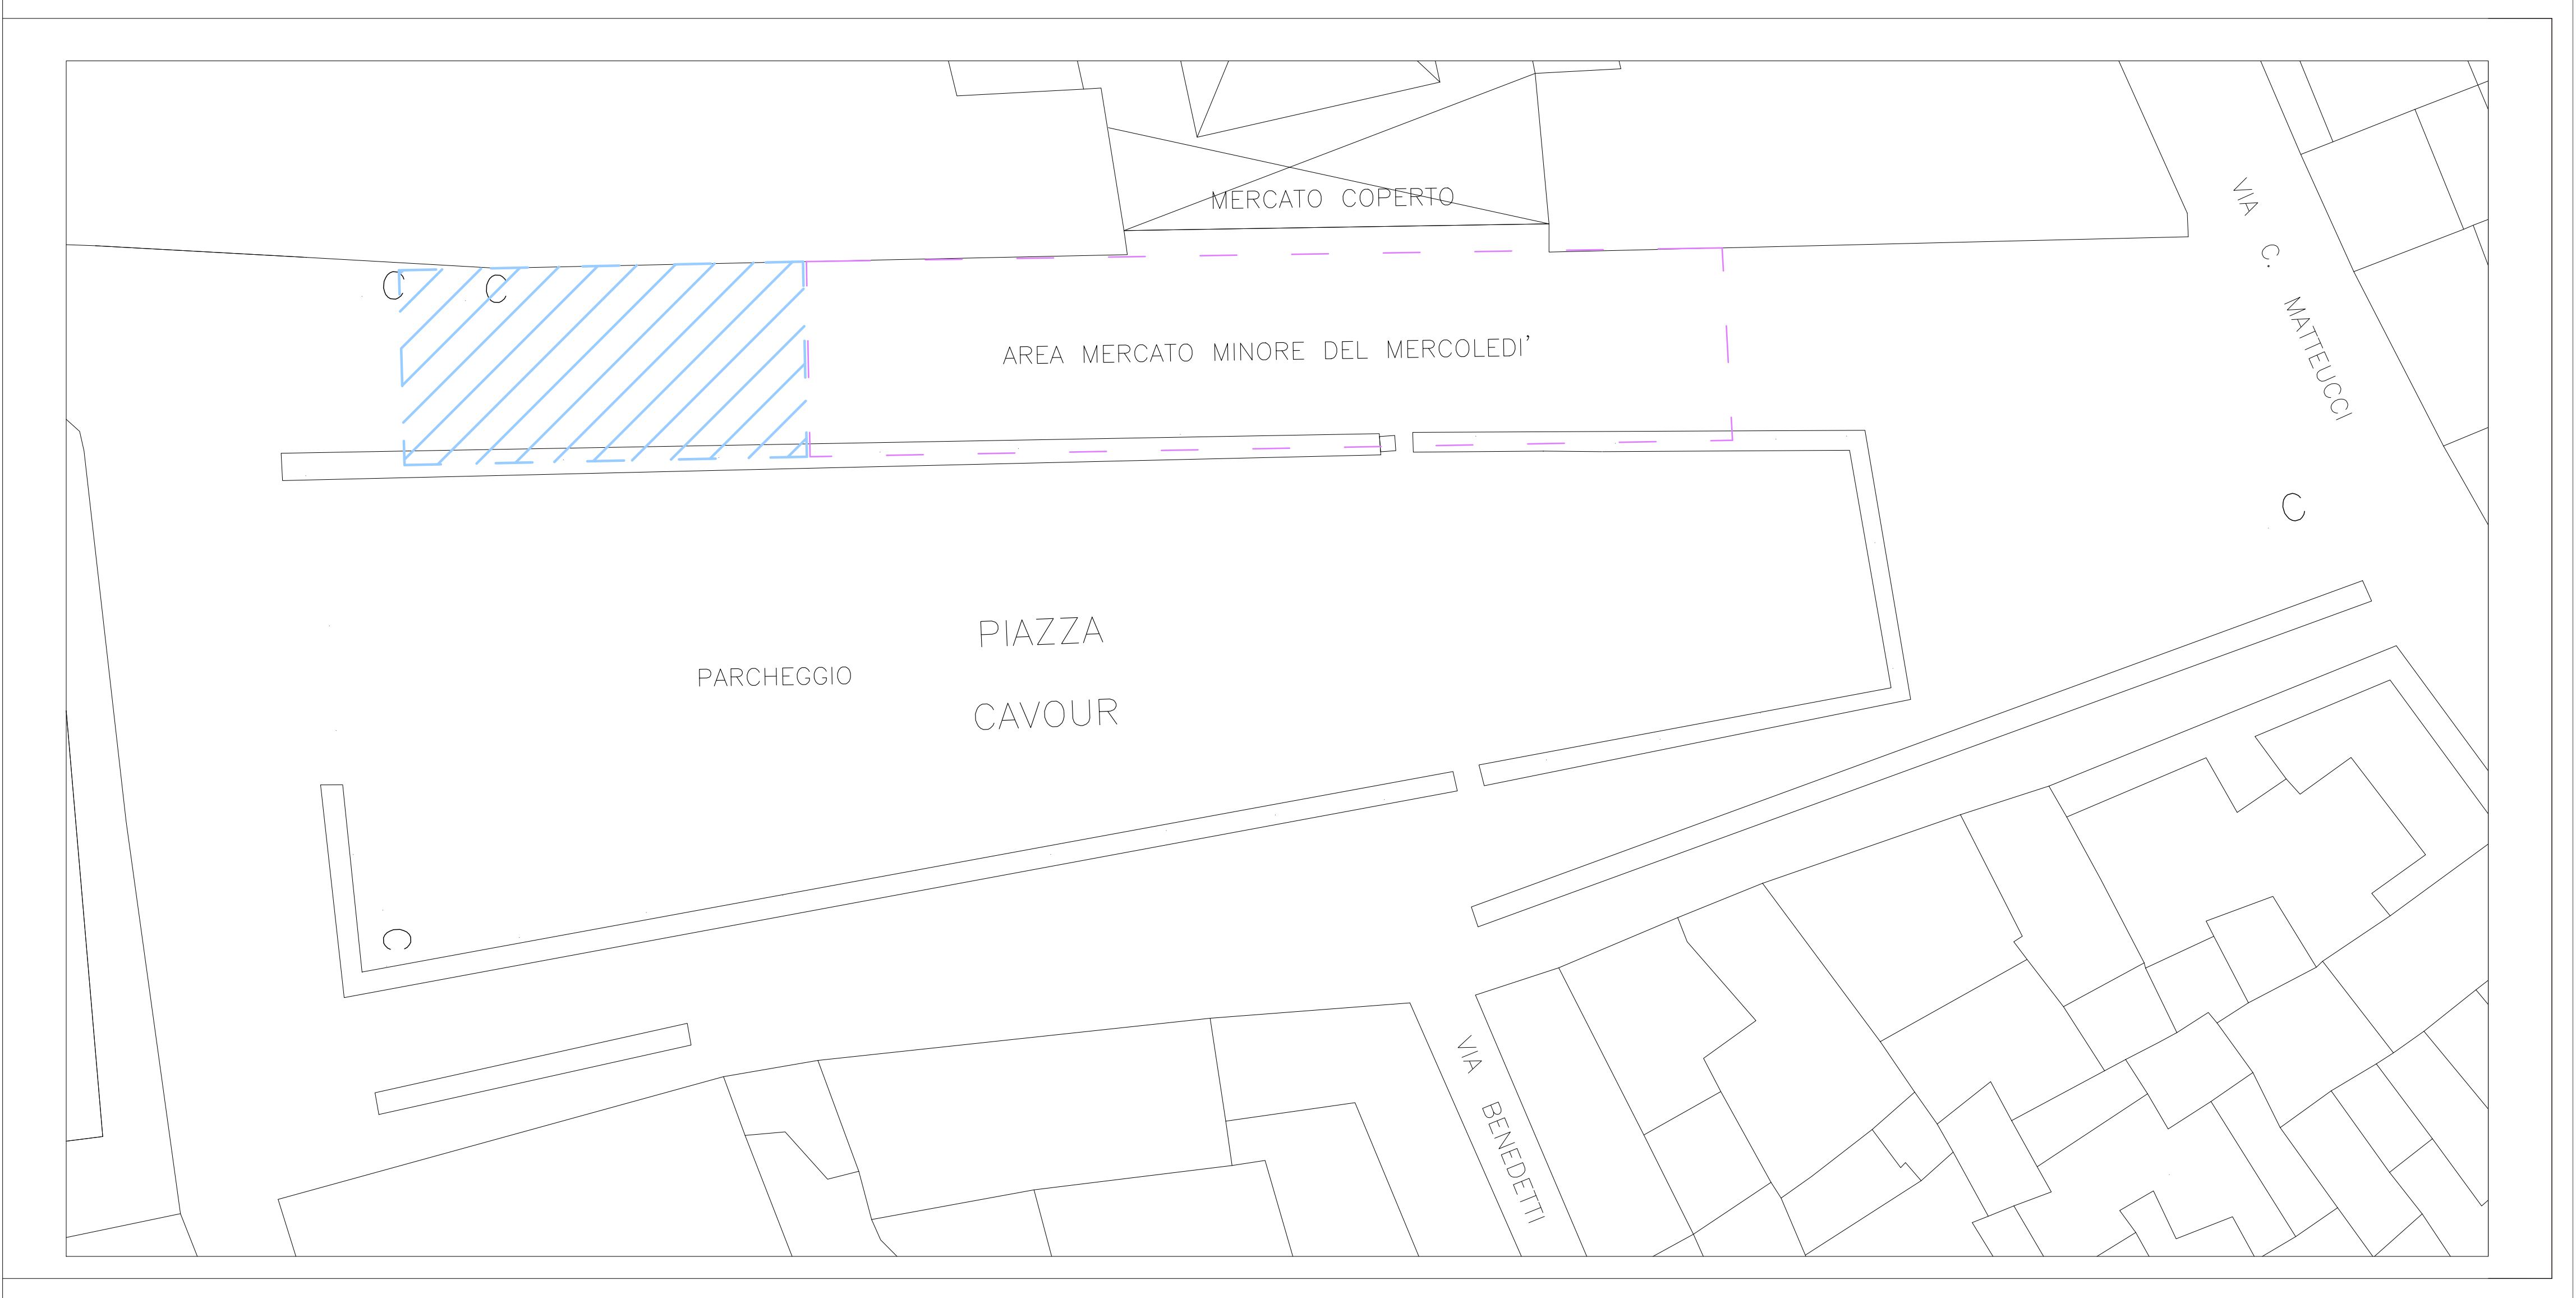 MERCATO COPERTO
VIA C. MATTEUCCI
C
C
AREA MERCATO MINORE DEL MERCOLEDI'
C
PIAZZA
PARCHEGGIO
CAVOUR
C
VIA BENEDETTI